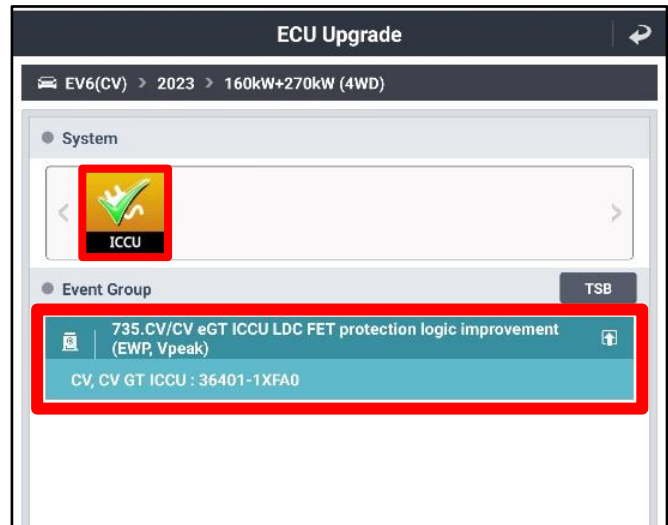 ECU Upgrade
EV6(CV) > 2023 > 160kW+270kW (4WD)
System
ICCU
Event Group
TSB
735.CV/CV eGT ICCU LDC FET protection logic improvement
(EWP, Vpeak)
CV, CV GT ICCU : 36401-1XFA0